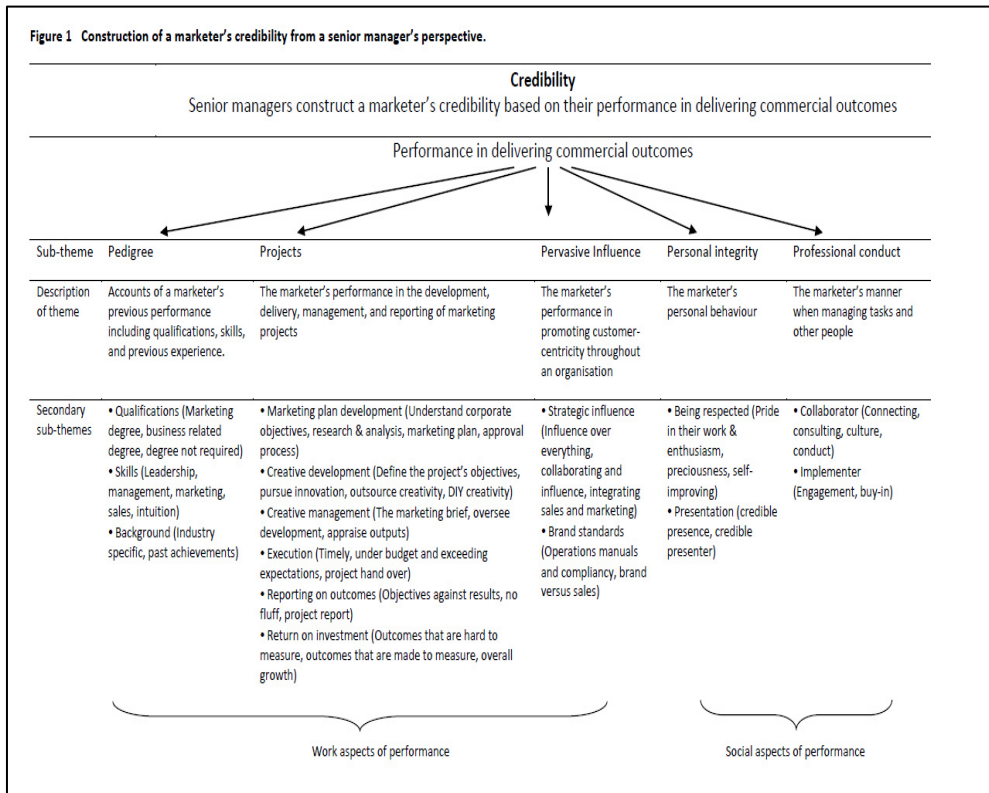 Figure 1 Construction of a marketer's credibility from a senior manager's perspective.
Credibility
Senior managers construct a marketer's credibility based on their performance in delivering commercial outcomes
Performance in delivering commercial outcomes
Sub-theme
Pedigree
Projects
Pervasive Influence
Personal integrity
Professional conduct
Description
of theme
Accounts of a marketer's
previous performance
including qualifications, skills,
and previous experience.
The marketer's performance in the development,
delivery, management, and reporting of marketing
projects
The marketer's
performance in
promoting customer-
centricity throughout
an organisation
The marketer's
personal behaviour
The marketer's manner
when managing tasks and
other people
Secondary
sub-themes
• Qualifications (Marketing
degree, business related
degree, degree not required)
• Skills (Leadership,
management, marketing,
sales, intuition)
• Background (Industry
specific, past achievements)
• Marketing plan development (Understand corporate
objectives, research & analysis, marketing plan, approval
process)
• Creative development (Define the project's objectives,
pursue innovation, outsource creativity, DIY creativity)
• Creative management (The marketing brief, oversee
development, appraise outputs)
• Execution (Timely, under budget and exceeding
expectations, project hand over)
• Reporting on outcomes (Objectives against results, no
fluff, project report)
• Return on investment (Outcomes that are hard to
measure, outcomes that are made to measure, overall
growth)
• Strategic influence
(Influence over
everything,
collaborating and
influence, integrating
sales and marketing)
• Brand standards
(Operations manuals
and compliancy, brand
versus sales)
• Being respected (Pride
in their work &
enthusiasm,
preciousness, self-
improving)
• Presentation (credible
presence, credible
presenter)
• Collaborator (Connecting,
consulting, culture,
conduct)
• Implementer
(Engagement, buy-in)
Work aspects of performance
Social aspects of performance